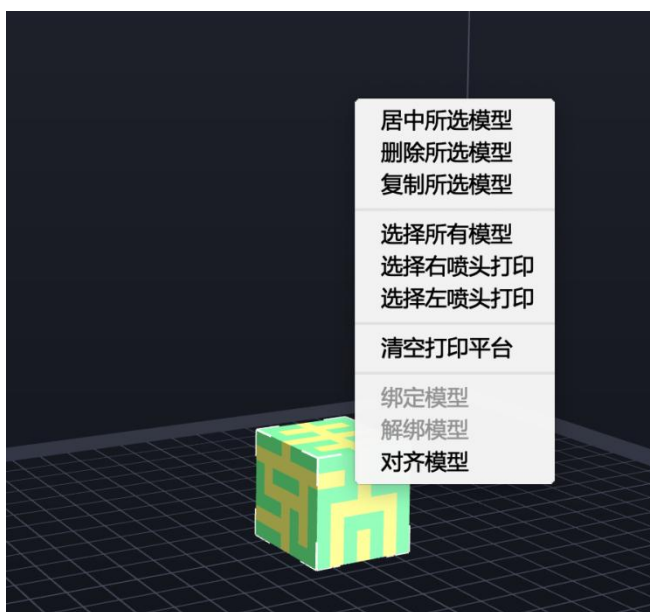 居中所选模型
删除所选模型
复制所选模型
选择所有模型
选择右喷头打印
选择左喷头打印
清空打印平台
绑定模型
解绑模型
对齐模型